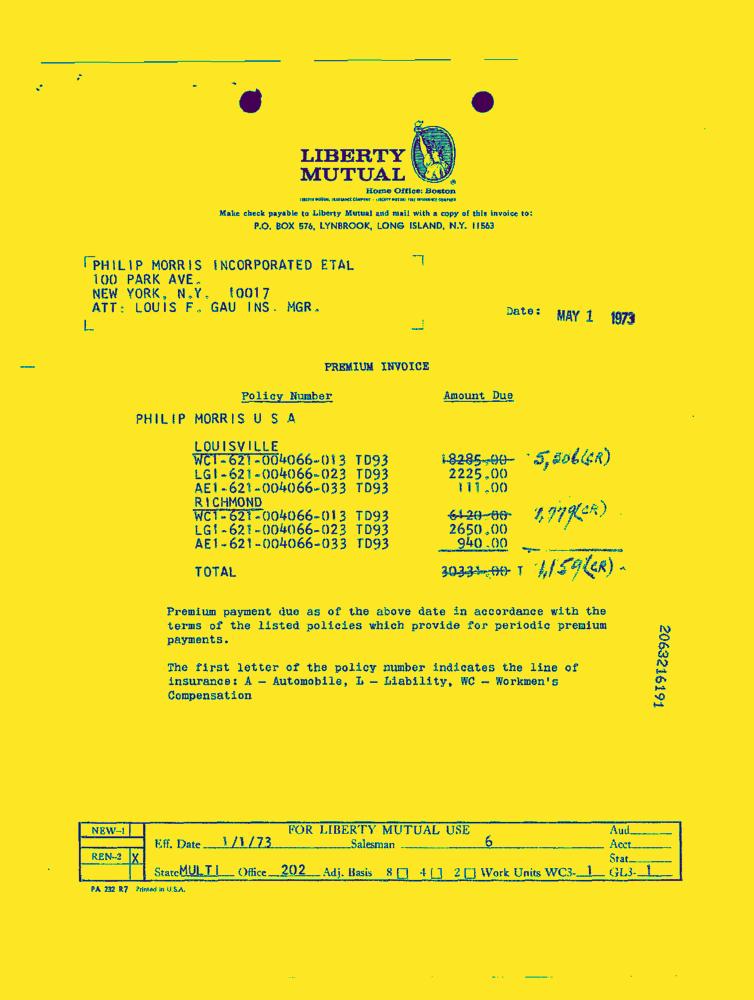 LIBERTY
MUTUAL
Home Office: Boston
LIBERTY MUTUAL INSURANCE COMPANY · LIBERTY MUTUAL FIRE INSURANCE COMPANY
Make check payable to Liberty Mutual and mail with a copy of this invoice to:
P.O. BOX 576, LYNBROOK, LONG ISLAND, N.Y. 11563
PHILIP MORRIS INCORPORATED ETAL
100 PARK AVE.
NEW YORK, N.Y. 10017
ATT: LOUIS F. GAU INS. MGR.
Date: MAY 1 1973
PREMIUM INVOICE
Policy Number Amount Due
PHILIP MORRIS U S A
LOUISVILLE
WC1-621-004066-013 TD93 18285.00 5,306(CR)
LG1-621-004066-023 TD93 2225.00
AE1-621-004066-033 TD93 111.00
RICHMOND
WC1-621-004066-013 TD93 6120.00 1,779(CR)
LG1-621-004066-023 TD93 2650.00
AE1-621-004066-033 TD93 940.00
TOTAL 30331.00 T 1,159(CR)
Premium payment due as of the above date in accordance with the
terms of the listed policies which provide for periodic premium
payments.
The first letter of the policy number indicates the line of
insurance: A — Automobile, L — Liability, WC — Workmen's
Compensation
2063216191
FOR LIBERTY MUTUAL USE
NEW-1 Aud.
Eff. Date 1/1/73 Salesman 6 Acct.
REN-2 X Stat.
State MULTI Office 202 Adj. Basis 8 4 2 Work Units WC3- 1 GL3- 1
PA 232 R7 Printed in U.S.A.